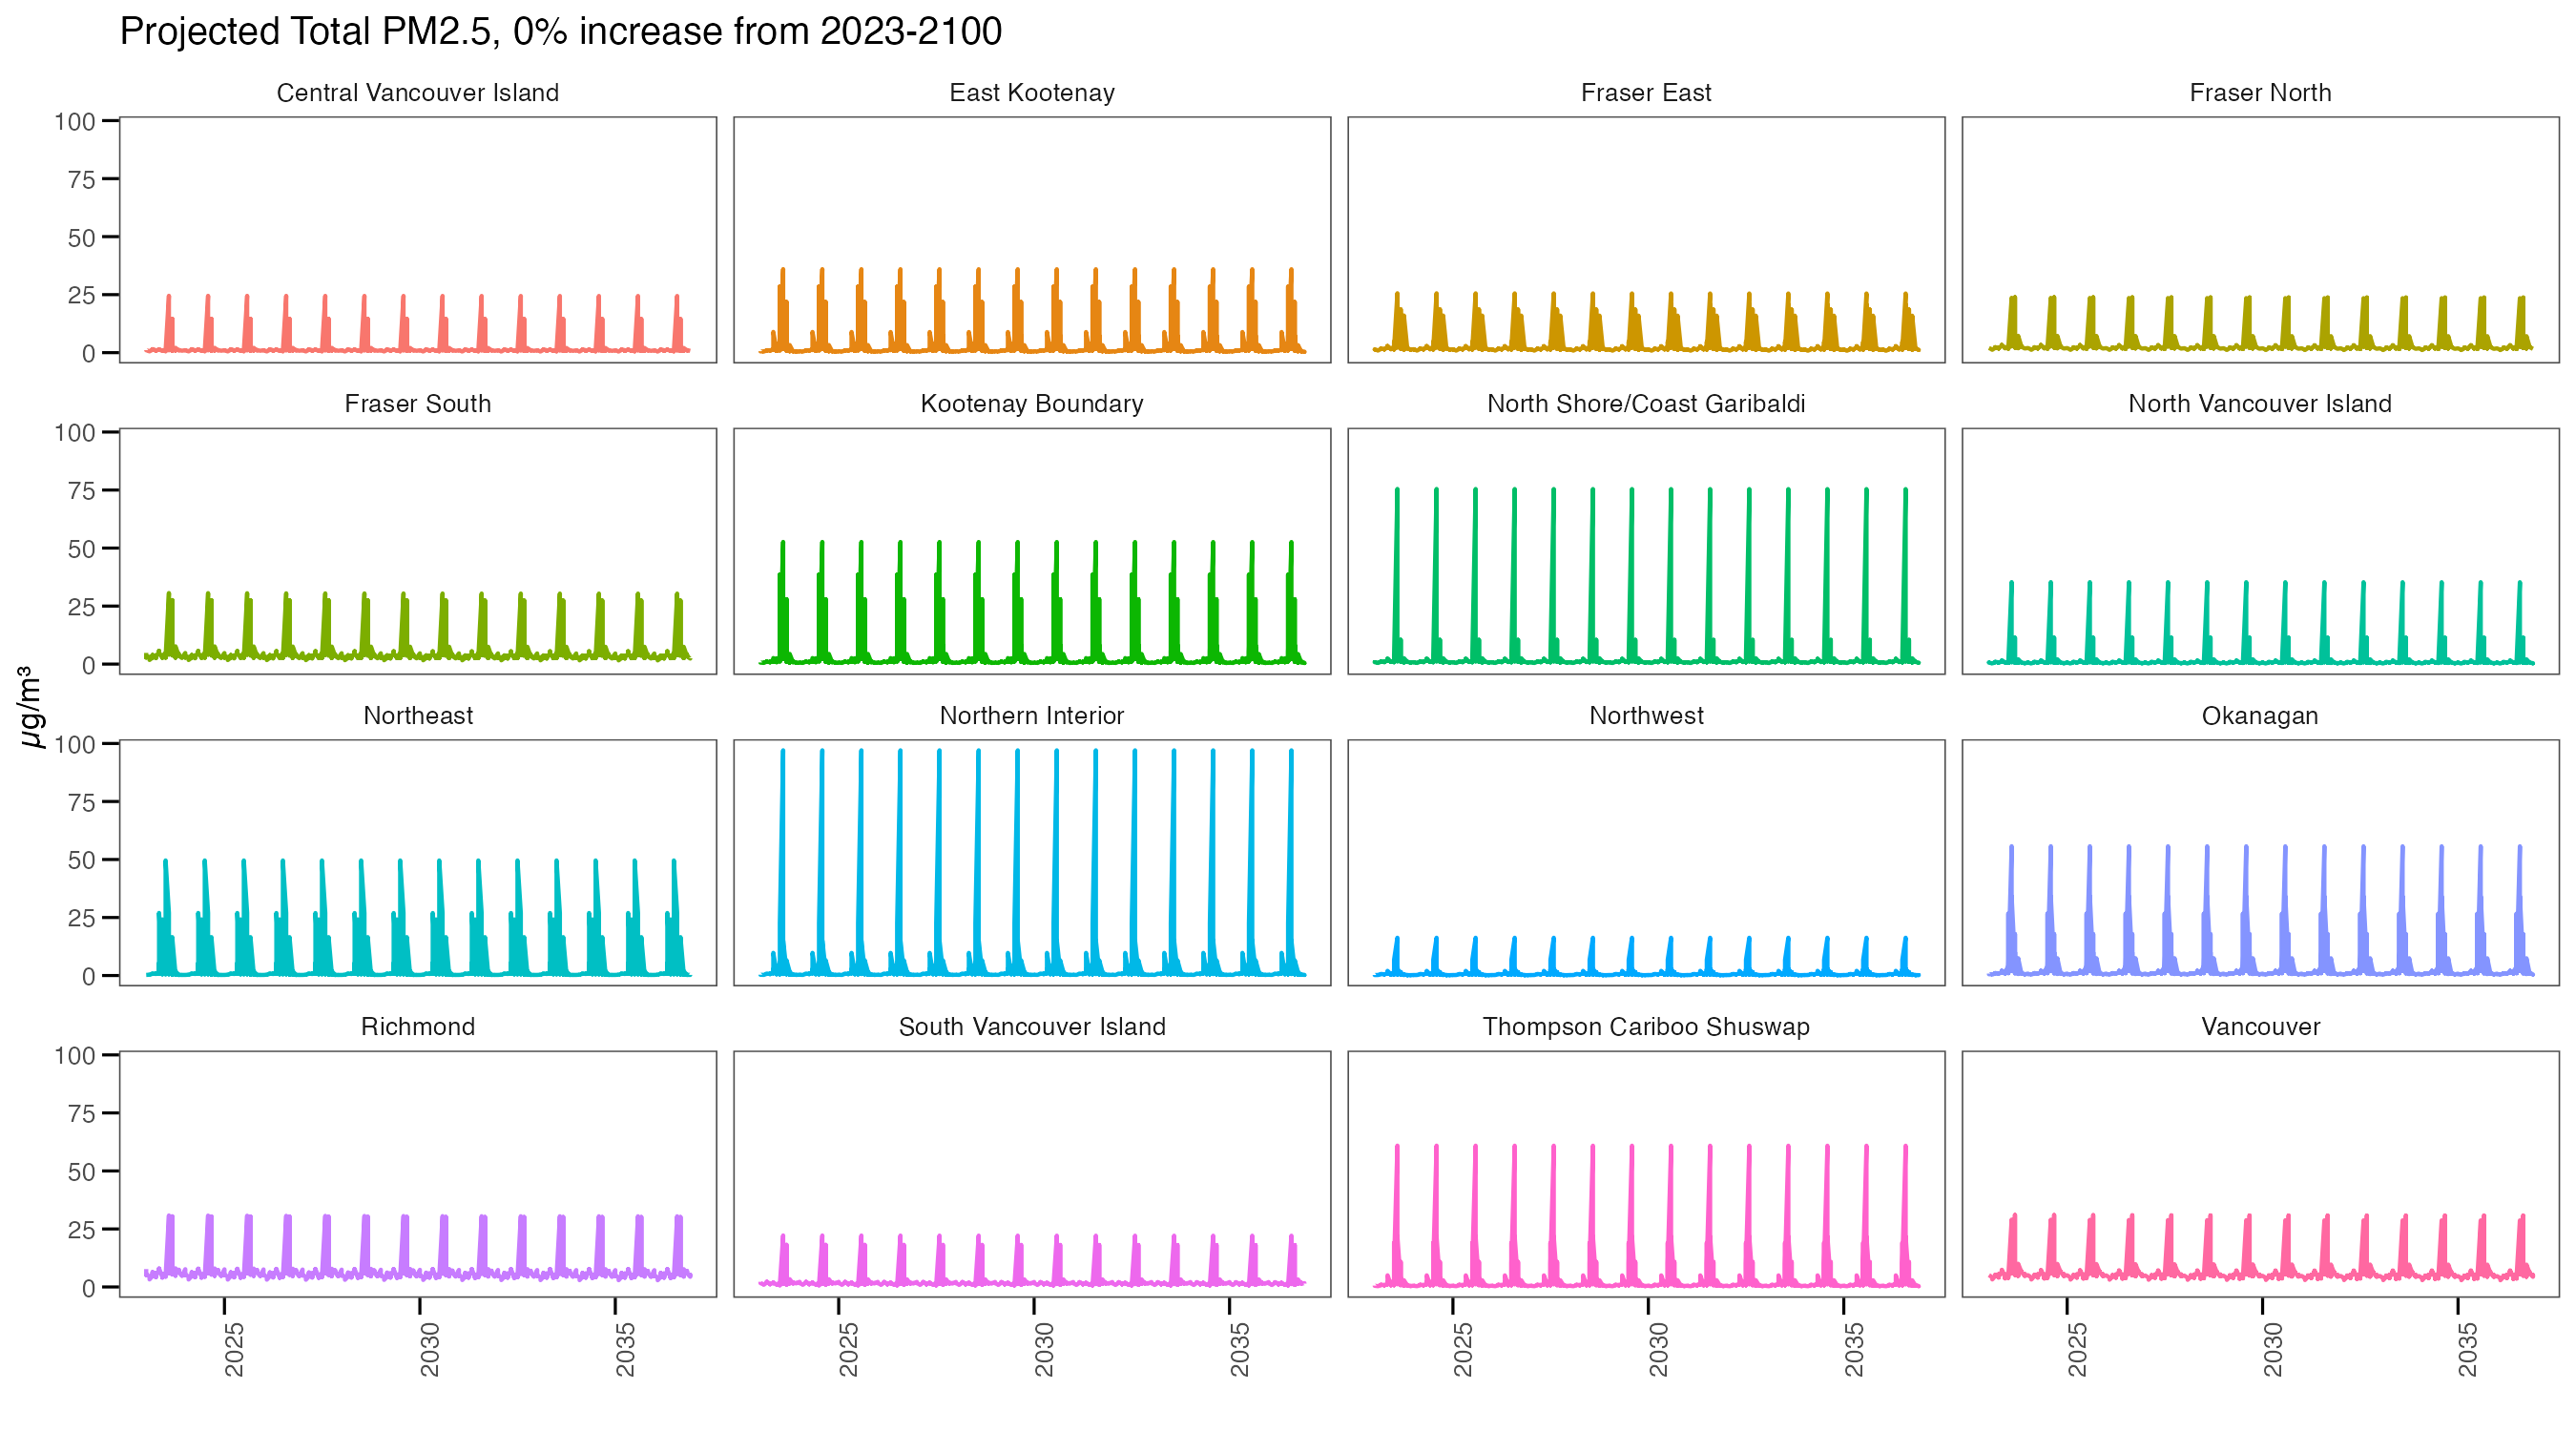 Projected Total PM2.5, 0% increase from 2023-2100
Central Vancouver Island
East Kootenay
Fraser East
Fraser North
100
75
50
25
0
Fraser South
Kootenay Boundary
North Shore/Coast Garibaldi
North Vancouver Island
100
75
50
25
0
µg/m³
Northeast
Northern Interior
Northwest
Okanagan
100
75
50
25
0
Richmond
South Vancouver Island
Thompson Cariboo Shuswap
Vancouver
100
75
50
25
0
2025
2030
2035
2025
2030
2035
2025
2030
2035
2025
2030
2035